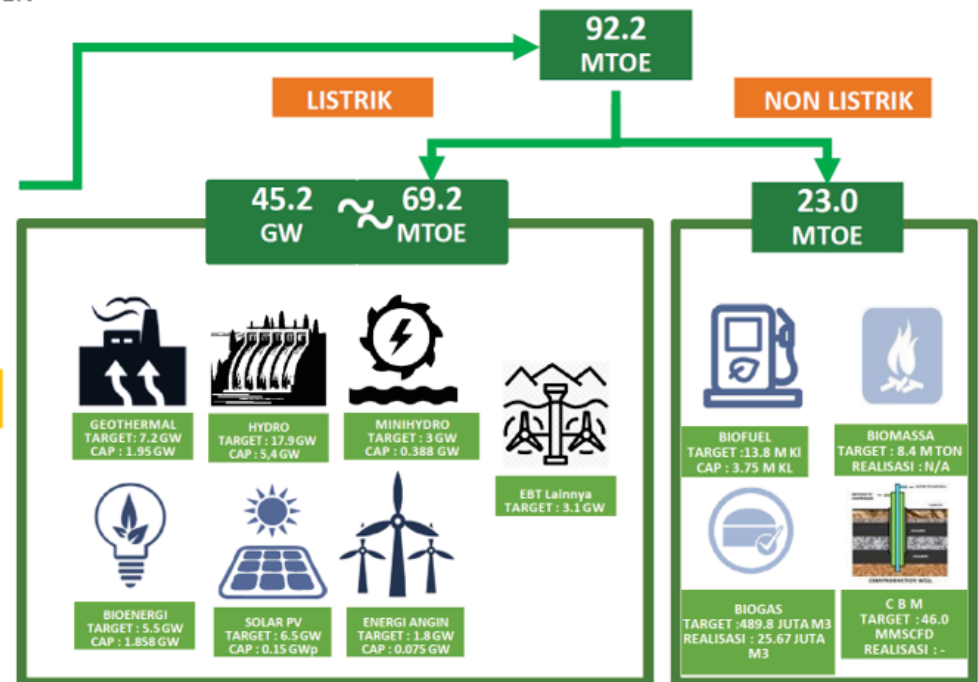 92.2
MTOE
LISTRIK
NON LISTRIK
45.2
GW
69.2
MTOE
23.0
MTOE
GEOTHERMAL
TARGET: 7.2 GW
CAP : 1.95 GW
HYDRO
TARGET : 17.9 GW
CAP : 5,4 GW
MINIHYDRO
TARGET : 3 GW
CAP : 0.388 GW
EBT Lainnya
TARGET : 3.1 GW
BIOENERGI
TARGET : 5.5 GW
CAP : 1.858 GW
SOLAR PV
TARGET : 6.5 GW
CAP : 0.15 GWp
ENERGI ANGIN
TARGET : 1.8 GW
CAP : 0.075 GW
BIOFUEL
TARGET :13.8 M Kl
CAP : 3.75 M KL
BIOMASSA
TARGET : 8.4 M TON
REALISASI : N/A
BIOGAS
TARGET :489.8 JUTA M3
REALISASI : 25.67 JUTA
M3
C B M
TARGET : 46.0
MMSCFD
REALISASI : -